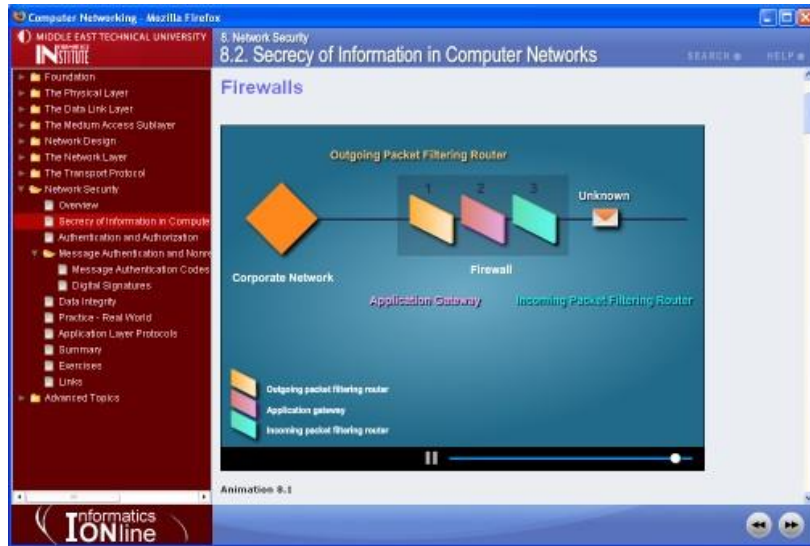 Computer Networking - Mozilla Firefox
MIDDLE EAST TECHNICAL UNIVERSITY
INSTITUTE
8. Network Security
8.2. Secrecy of Information in Computer Networks
SEARCH
HELP
Foundation
The Physical Layer
The Data Link Layer
The Medium Access Sublayer
Network Design
The Network Layer
The Transport Protocol
Network Security
Overview
Secrecy of Information in Compute
Authentication and Authorization
Message Authentication and Nonre
Message Authentication Codes
Digital Signatures
Data Integrity
Practice - Real World
Application Layer Protocols
Summary
Exercises
Links
Advanced Topics
Firewalls
Outgoing Packet Filtering Router
1 2 3
Unknown
Corporate Network
Firewall
Application Gateway
Incoming Packet Filtering Router
Outgoing packet filtering router
Application gateway
Incoming packet filtering router
Animation 8.1
Informatics
IONline